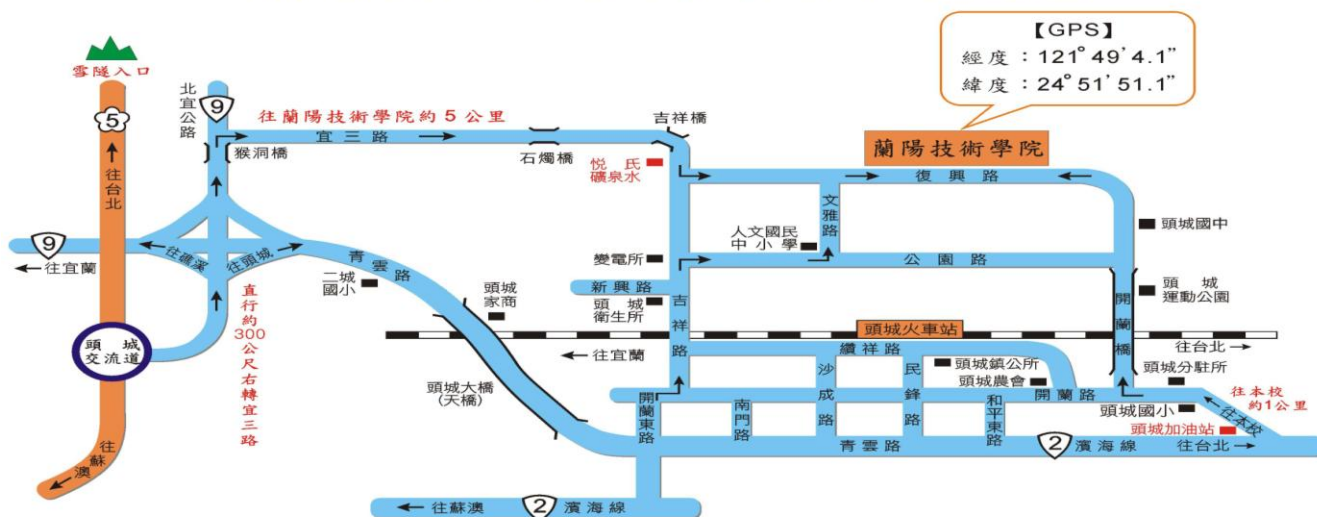 【GPS】
經度：121°49’4.1”
緯度：24°51’51.1”
雪隧入口
5
往台北
北宜公路
9
往蘭陽技術學院約5公里
宜三路
猴洞橋
石燭橋
吉祥橋
悦氏
礦泉水
蘭陽技術學院
復興路
文雅路
頭城國中
人文國民
中小學
9
往宜蘭
往礁溪
往頭城
青雲路
二城
國小
變電所
公園路
新興路
頭城
衛生所
頭城
家商
頭城
運動公園
開蘭橋
直行約300公尺右轉宜三路
頭城
交流道
吉祥路
頭城火車站
往宜蘭
往台北
續祥路
頭城鎮公所
頭城農會
頭城分駐所
沙成路
民鋒路
開蘭路
頭城大橋
(天橋)
開蘭東路
南門路
和平東路
頭城國小
往本校
約1公里
往本校
頭城加油站
青雲路
2
濱海線
往台北
往蘇澳
往蘇澳
2
濱海線